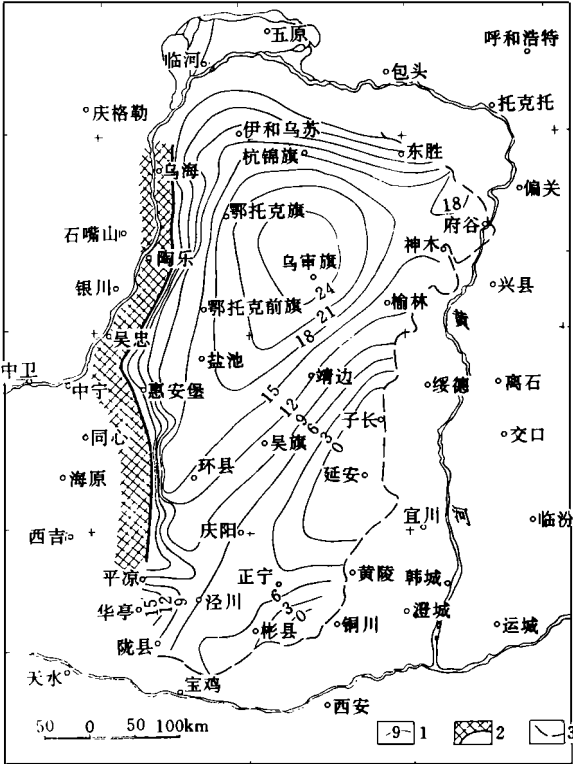 五原
呼和浩特
临河
包头
庆格勒
托克托
伊和乌苏
杭锦旗
东胜
乌海
偏关
18
鄂托克旗
府谷
石嘴山
神木
陶乐
乌审旗
银川
24
兴县
鄂托克前旗
21
榆林
黄
18
吴忠
盐池
中卫
靖边
15
中宁
惠安堡
绥德
离石
12
9
子长
6
同心
吴旗
3
交口
0
环县
延安
海原
宜川
河
临汾
庆阳
西吉
平凉
正宁
黄陵
韩城
6
15
12
9
泾川
3
华亭
0
澄城
彬县
铜川
运城
陇县
天水
宝鸡
西安
50 0 50 100km
9 1
2
3